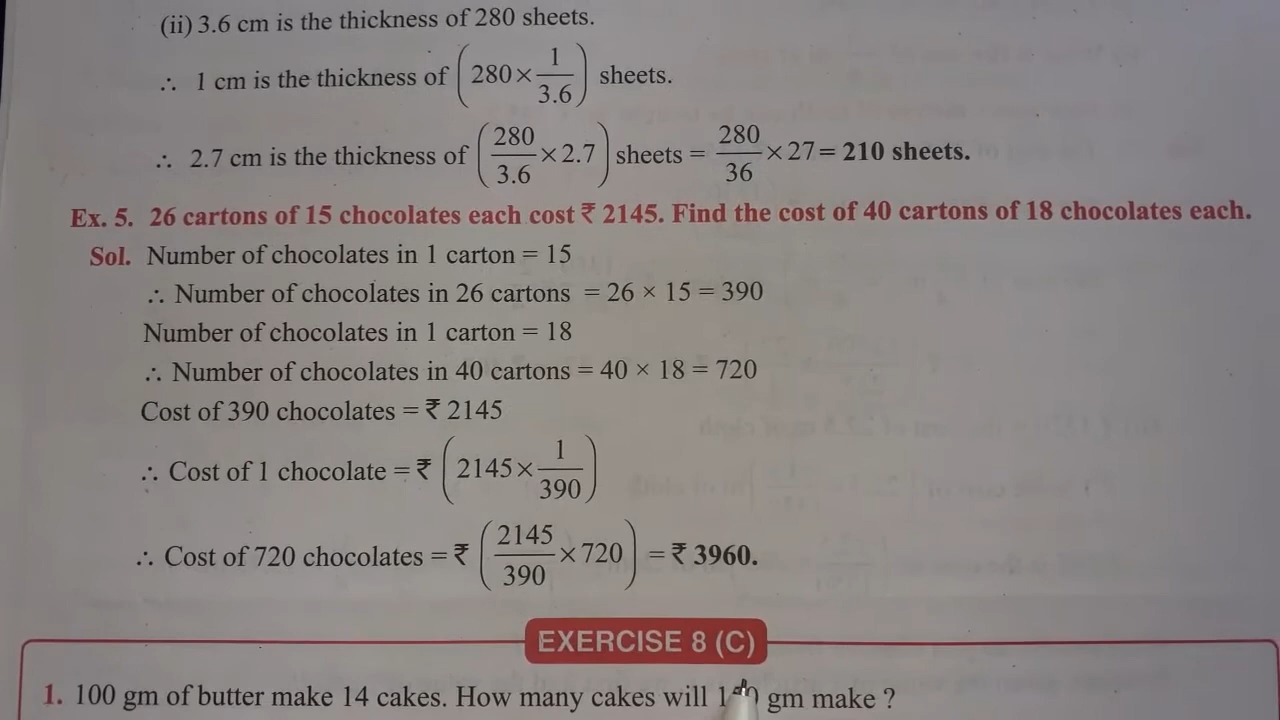 (ii) 3.6 cm is the thickness of 280 sheets.
∴ 1 cm is the thickness of (280 × 1/3.6) sheets.
∴ 2.7 cm is the thickness of (280/3.6 × 2.7) sheets = 280/36 × 27 = 210 sheets.
Ex. 5. 26 cartons of 15 chocolates each cost ₹ 2145. Find the cost of 40 cartons of 18 chocolates each.
Sol. Number of chocolates in 1 carton = 15
∴ Number of chocolates in 26 cartons = 26 × 15 = 390
Number of chocolates in 1 carton = 18
∴ Number of chocolates in 40 cartons = 40 × 18 = 720
Cost of 390 chocolates = ₹ 2145
∴ Cost of 1 chocolate = ₹ (2145 × 1/390)
∴ Cost of 720 chocolates = ₹ (2145/390 × 720) = ₹ 3960.
EXERCISE 8 (C)
1. 100 gm of butter make 14 cakes. How many cakes will gm make ?